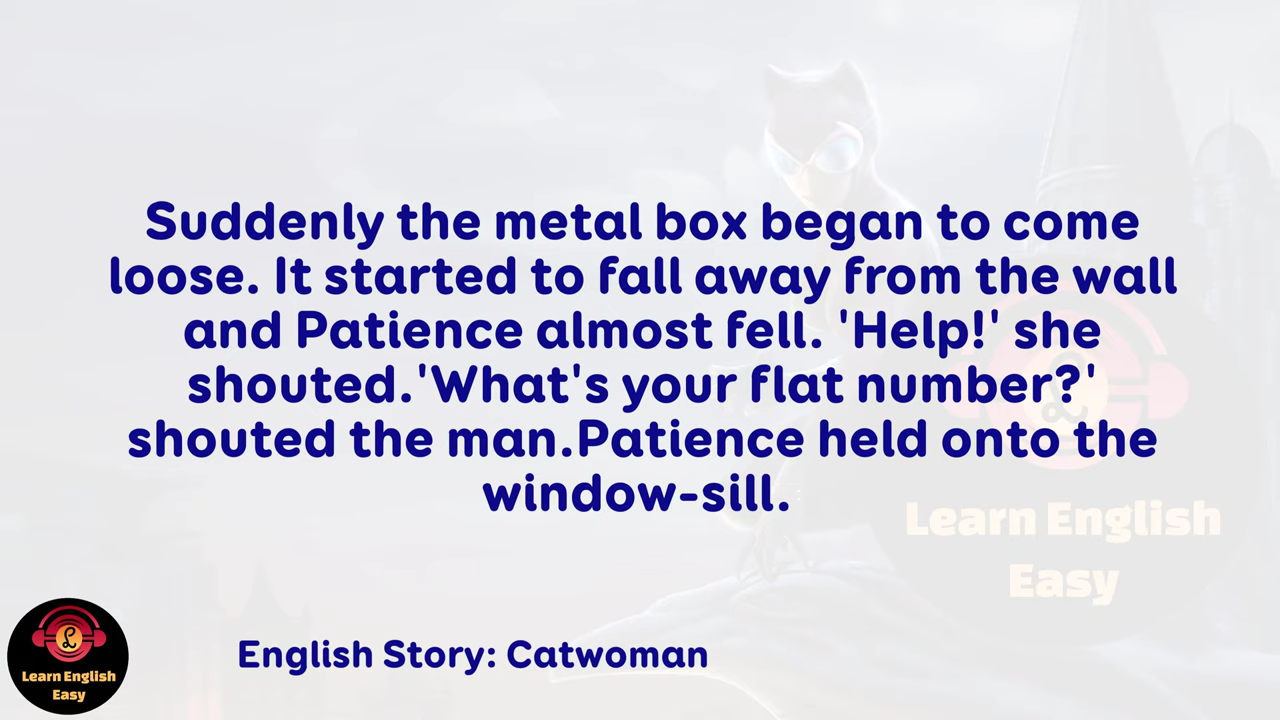 Suddenly the metal box began to come
loose. It started to fall away from the wall
and Patience almost fell. 'Help!' she
shouted.'What's your flat number?'
shouted the man.Patience held onto the
window-sill.
Learn English
Easy
English Story: Catwoman
Learn English
Easy